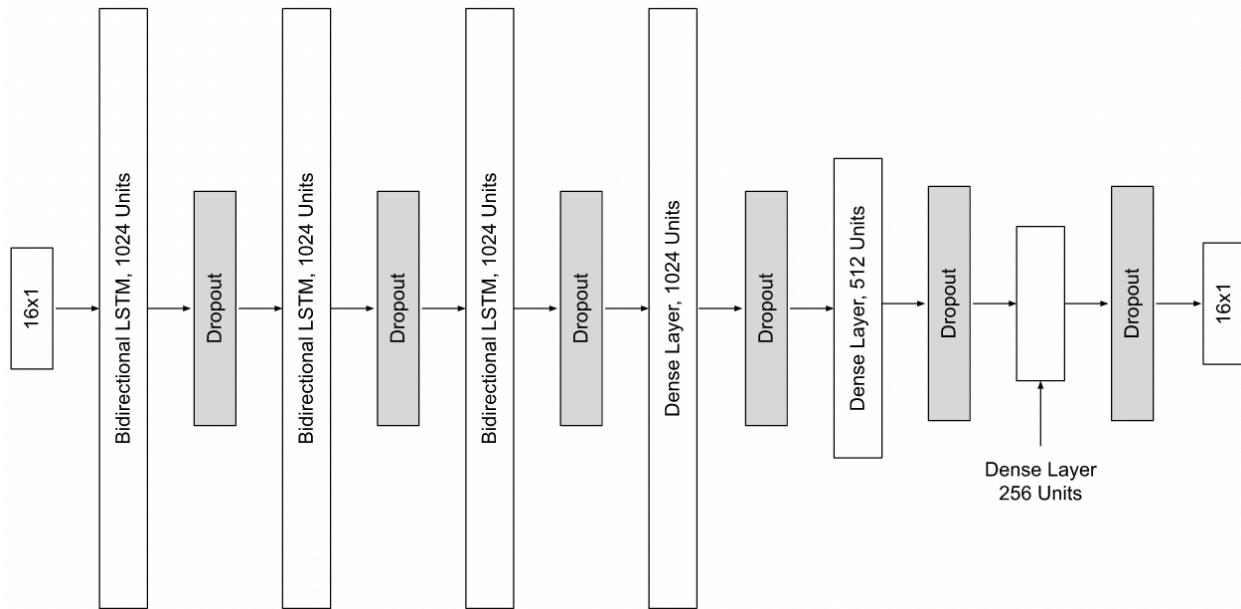 16x1
Bidirectional LSTM, 1024 Units
Dropout
Bidirectional LSTM, 1024 Units
Dropout
Bidirectional LSTM, 1024 Units
Dropout
Dense Layer, 1024 Units
Dropout
Dense Layer, 512 Units
Dropout
Dense Layer
256 Units
Dropout
16x1